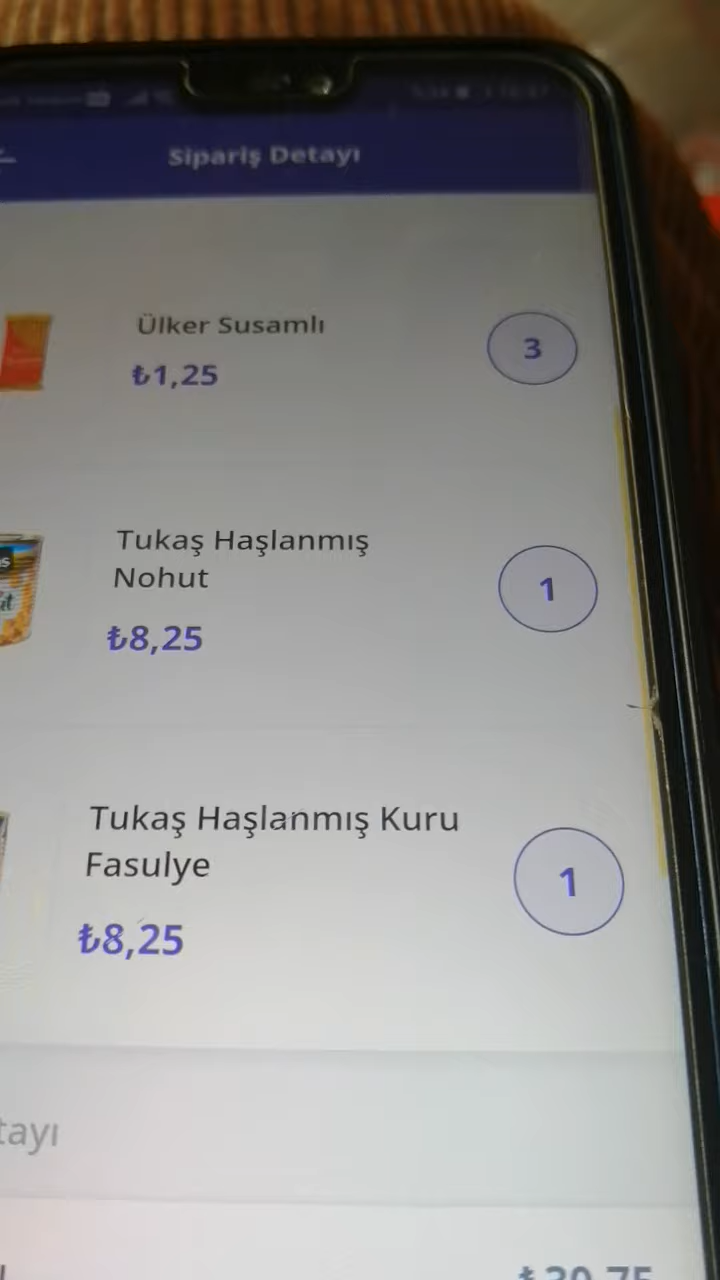 Sipariş Detayı
Ülker Susamlı
₺1,25
3
Tukaş Haşlanmış
Nohut
₺8,25
1
Tukaş Haşlanmış Kuru
Fasulye
₺8,25
1
tayı